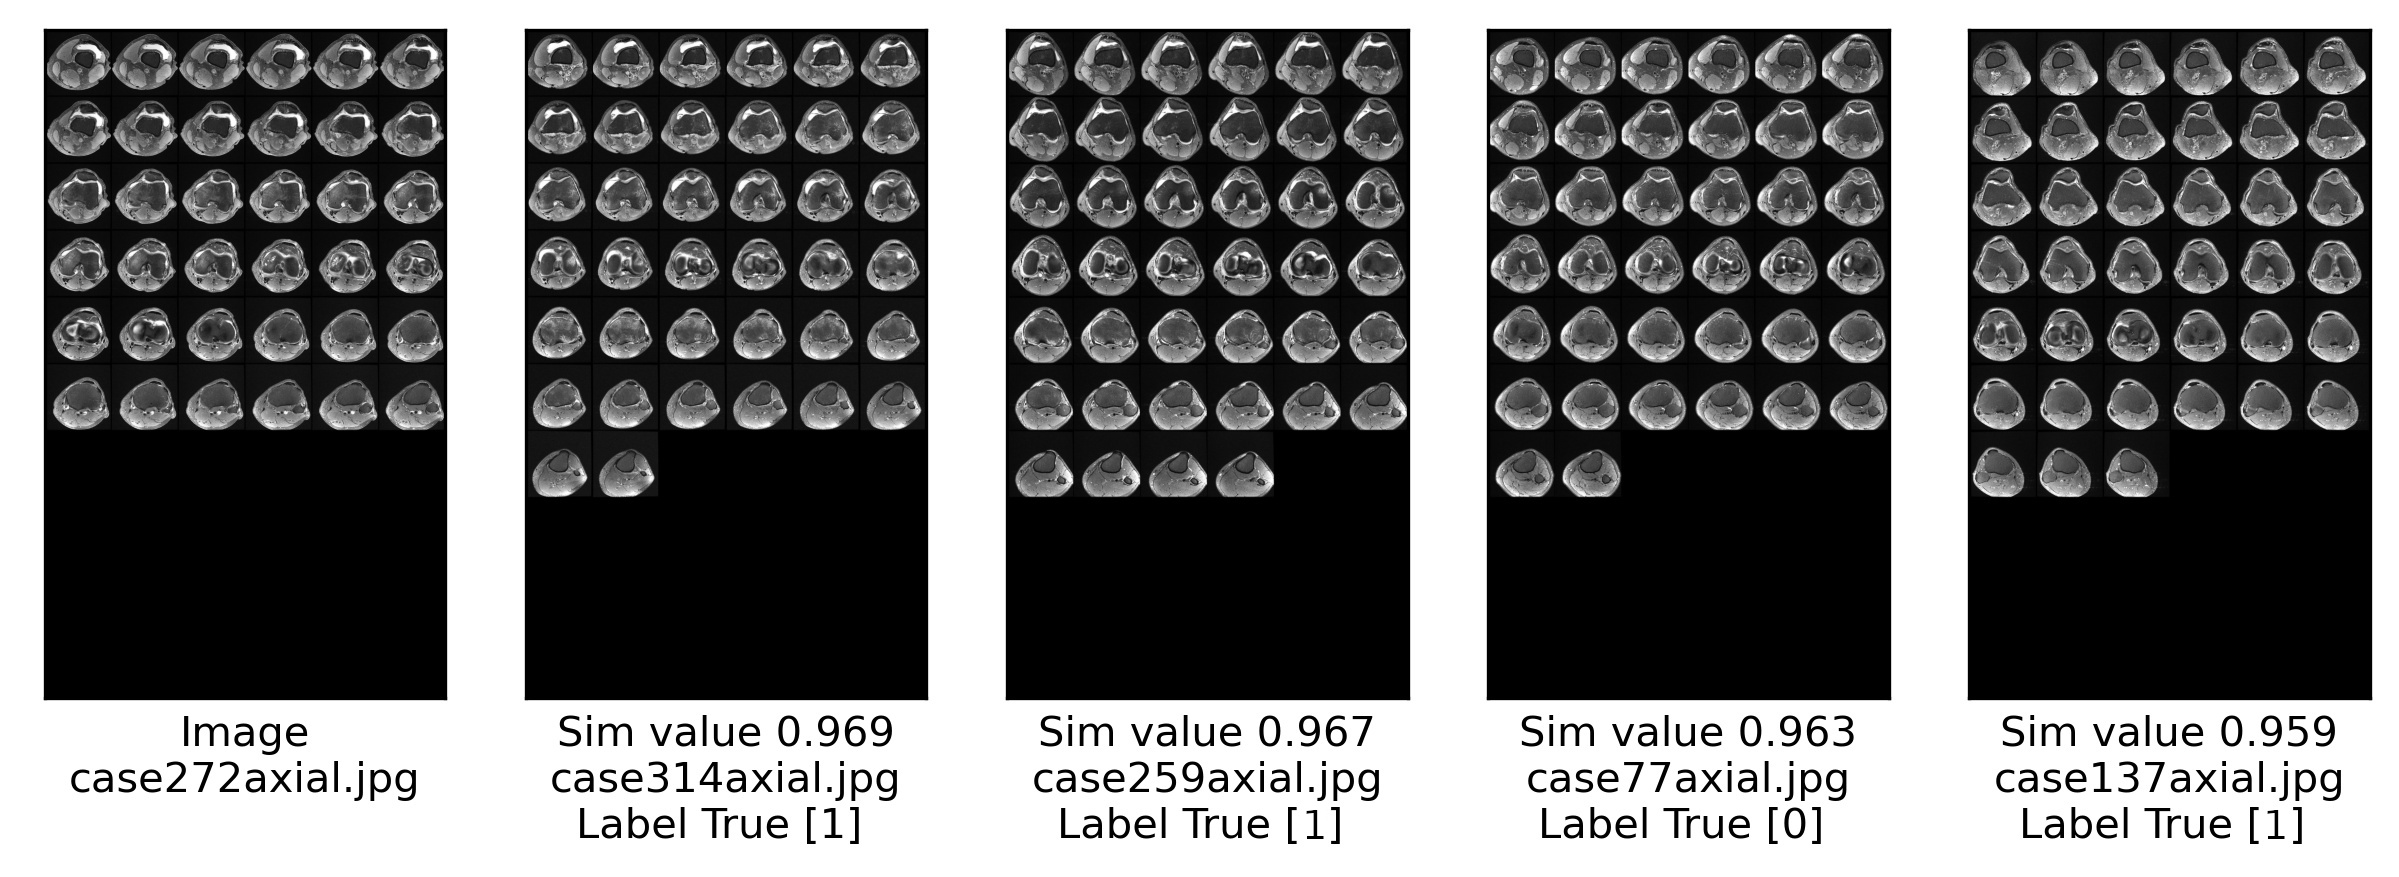 Image
case272axial.jpg
Sim value 0.969
case314axial.jpg
Label True [1]
Sim value 0.967
case259axial.jpg
Label True [1]
Sim value 0.963
case77axial.jpg
Label True [0]
Sim value 0.959
case137axial.jpg
Label True [1]